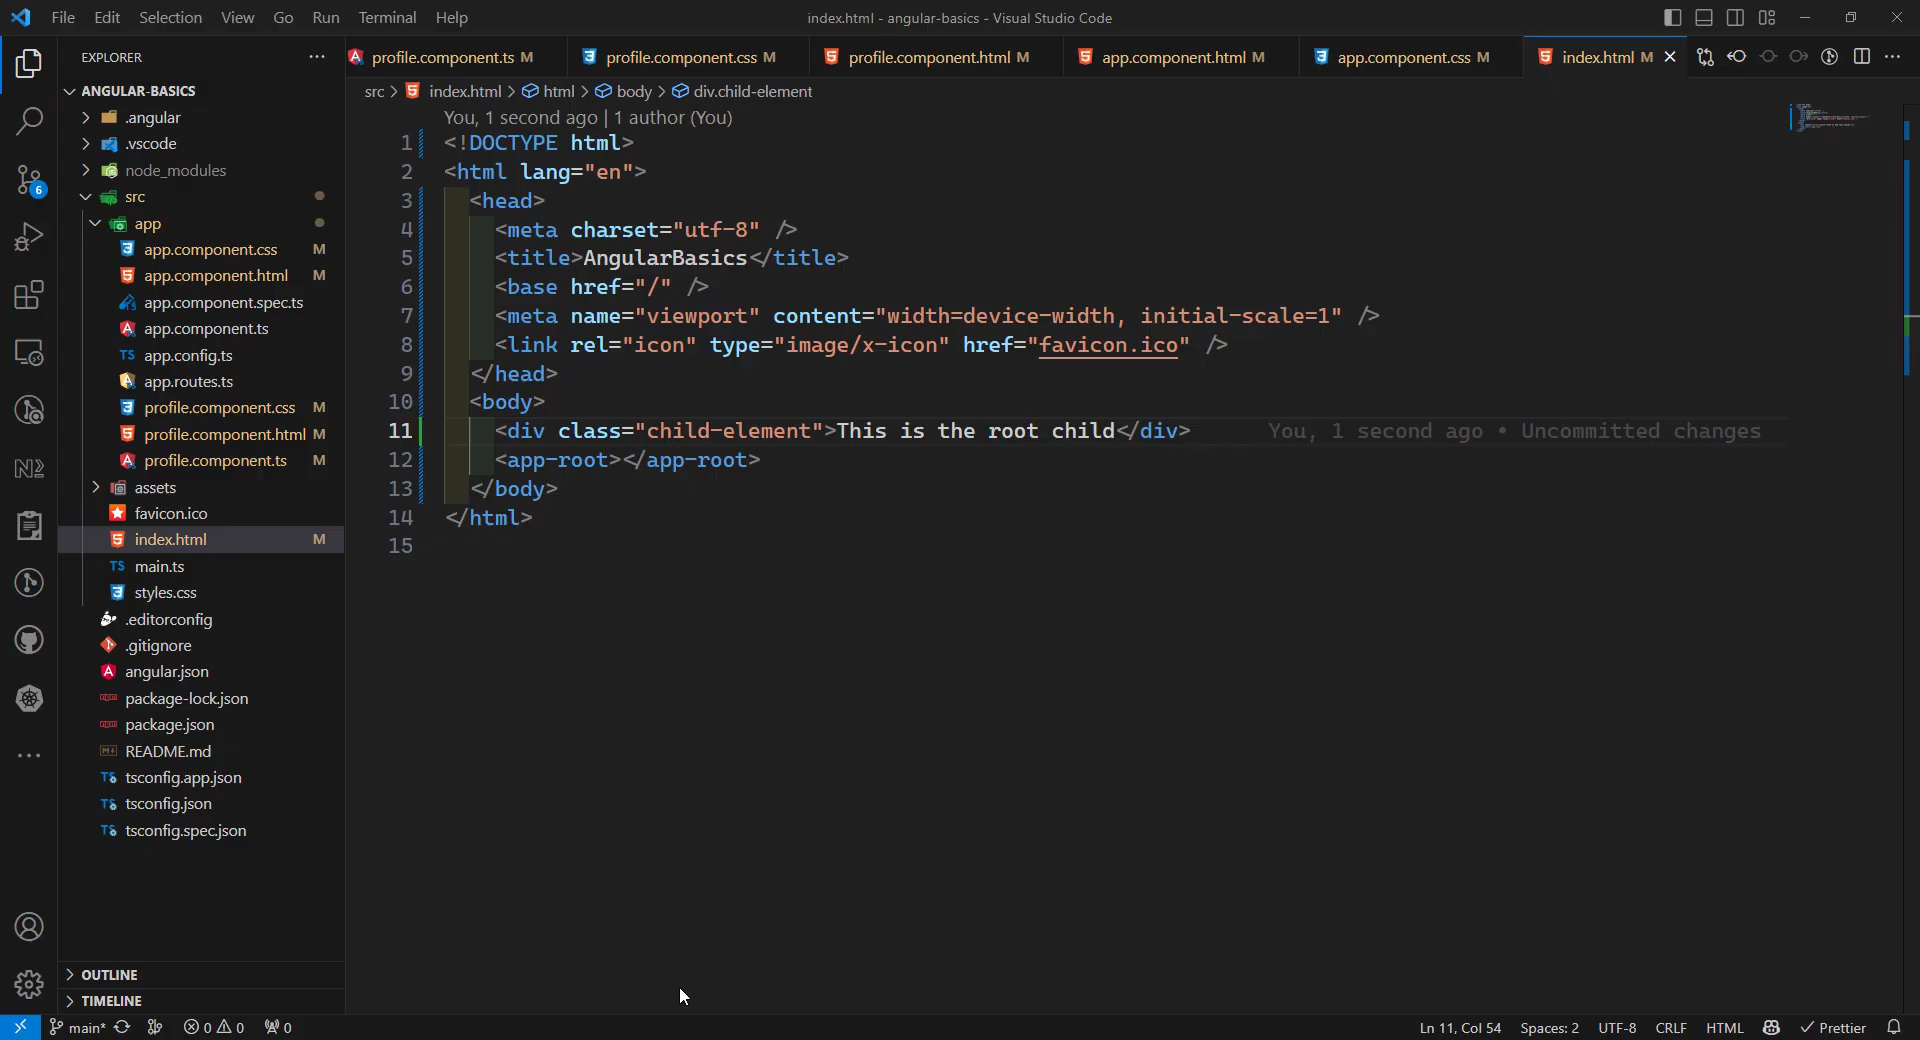 File Edit Selection View Go Run Terminal Help
index.html - angular-basics - Visual Studio Code
EXPLORER
ANGULAR-BASICS
.angular
.vscode
node_modules
src
app
app.component.css M
app.component.html M
app.component.spec.ts
app.component.ts
TS app.config.ts
app.routes.ts
profile.component.css M
profile.component.html M
profile.component.ts M
assets
favicon.ico
index.html M
TS main.ts
styles.css
.editorconfig
.gitignore
angular.json
package-lock.json
package.json
README.md
TS tsconfig.app.json
TS tsconfig.json
TS tsconfig.spec.json
OUTLINE
TIMELINE
6
profile.component.ts M
profile.component.css M
profile.component.html M
app.component.html M
app.component.css M
index.html M
src > index.html > html > body > div.child-element
You, 1 second ago | 1 author (You)
1 <!DOCTYPE html>
2 <html lang="en">
3 <head>
4 <meta charset="utf-8" />
5 <title>AngularBasics</title>
6 <base href="/" />
7 <meta name="viewport" content="width=device-width, initial-scale=1" />
8 <link rel="icon" type="image/x-icon" href="favicon.ico" />
9 </head>
10 <body>
11 <div class="child-element">This is the root child</div> You, 1 second ago • Uncommitted changes
12 <app-root></app-root>
13 </body>
14 </html>
15
main* 0 0 0
Ln 11, Col 54 Spaces: 2 UTF-8 CRLF HTML Prettier